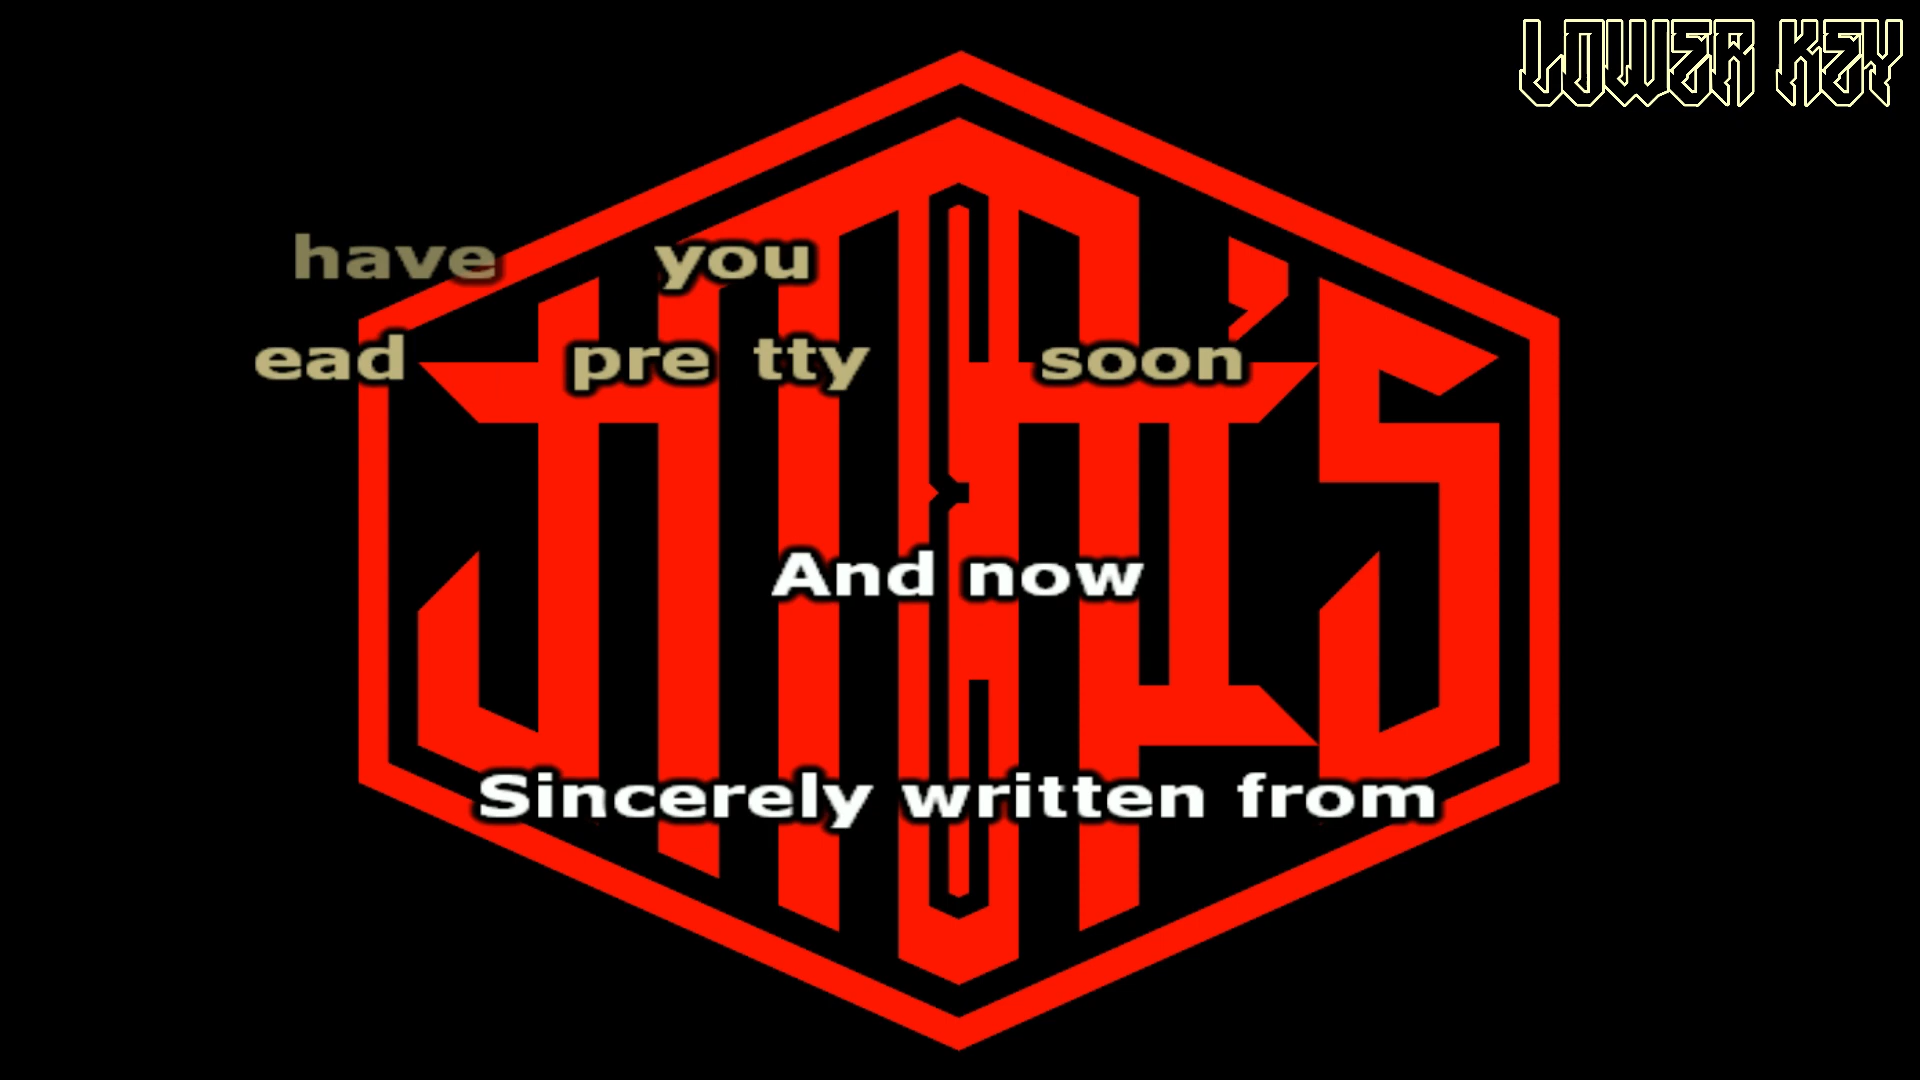 LOWER KEY
have you
ead pre tty soon
And now
Sincerely written from